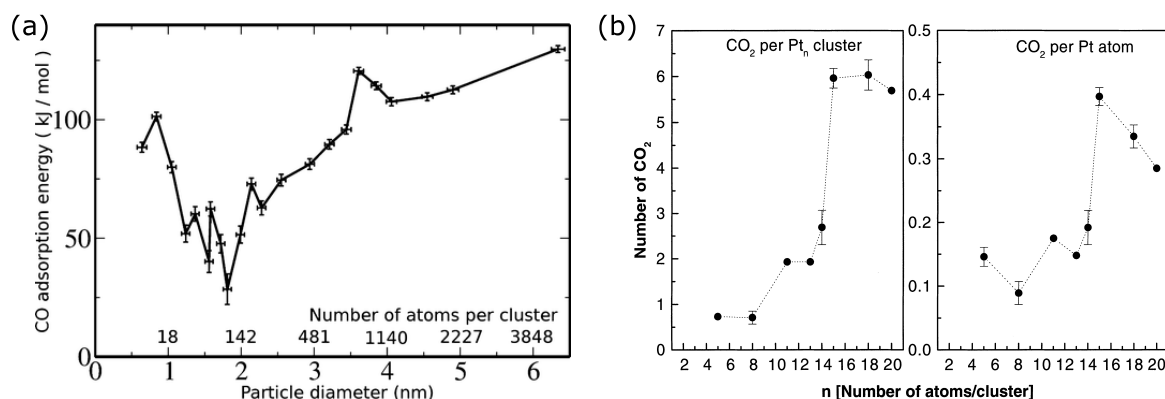 (a)
CO adsorption energy ( kJ / mol )
100
50
0
Number of atoms per cluster
18 142 481 1140 2227 3848
0 1 2 3 4 5 6
Particle diameter (nm)
(b)
CO₂ per Ptₙ cluster
Number of CO₂
7
6
5
4
3
2
1
0
2 4 6 8 10 12 14 16 18 20
CO₂ per Pt atom
0.5
0.4
0.3
0.2
0.1
0.0
2 4 6 8 10 12 14 16 18 20
n [Number of atoms/cluster]